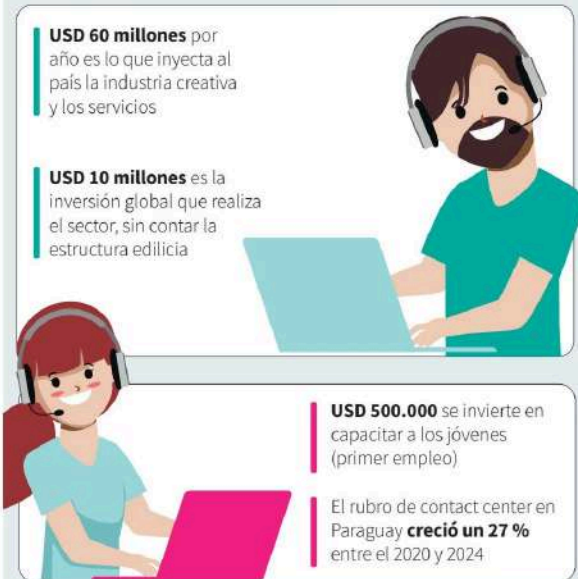 USD 60 millones por
año es lo que inyecta al
país la industria creativa
y los servicios
USD 10 millones es la
inversión global que realiza
el sector, sin contar la
estructura edilicia
USD 500.000 se invierte en
capacitar a los jóvenes
(primer empleo)
El rubro de contact center en
Paraguay creció un 27 %
entre el 2020 y 2024